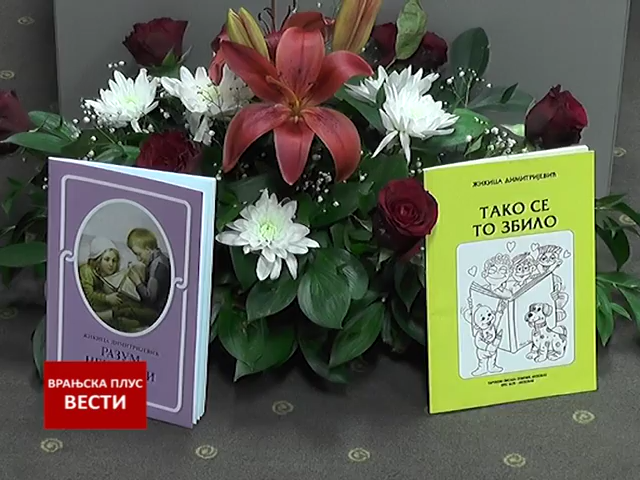 ЖИКИЦА ДИМИТРИЈЕВИЋ
РАЗУМ
ЖИКИЦА ДИМИТРИЈЕВИЋ
ТАКО СЕ
ТО ЗБИЛО
ВРАЊСКА ПЛУС
ВЕСТИ